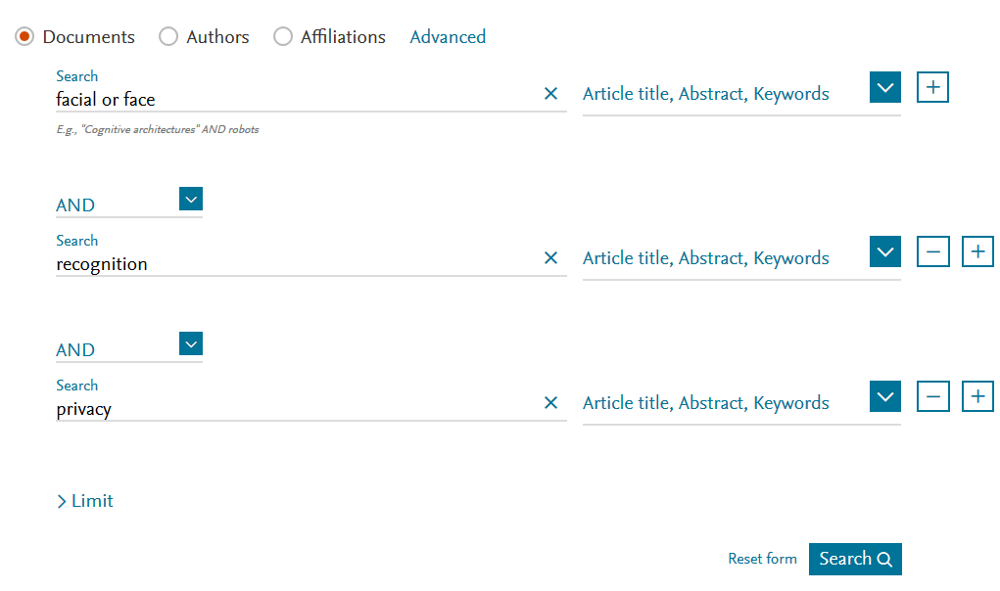 Documents Authors Affiliations Advanced
Search
facial or face
Article title, Abstract, Keywords
E.g., "Cognitive architectures" AND robots
AND
Search
recognition
Article title, Abstract, Keywords
AND
Search
privacy
Article title, Abstract, Keywords
Limit
Reset form Search